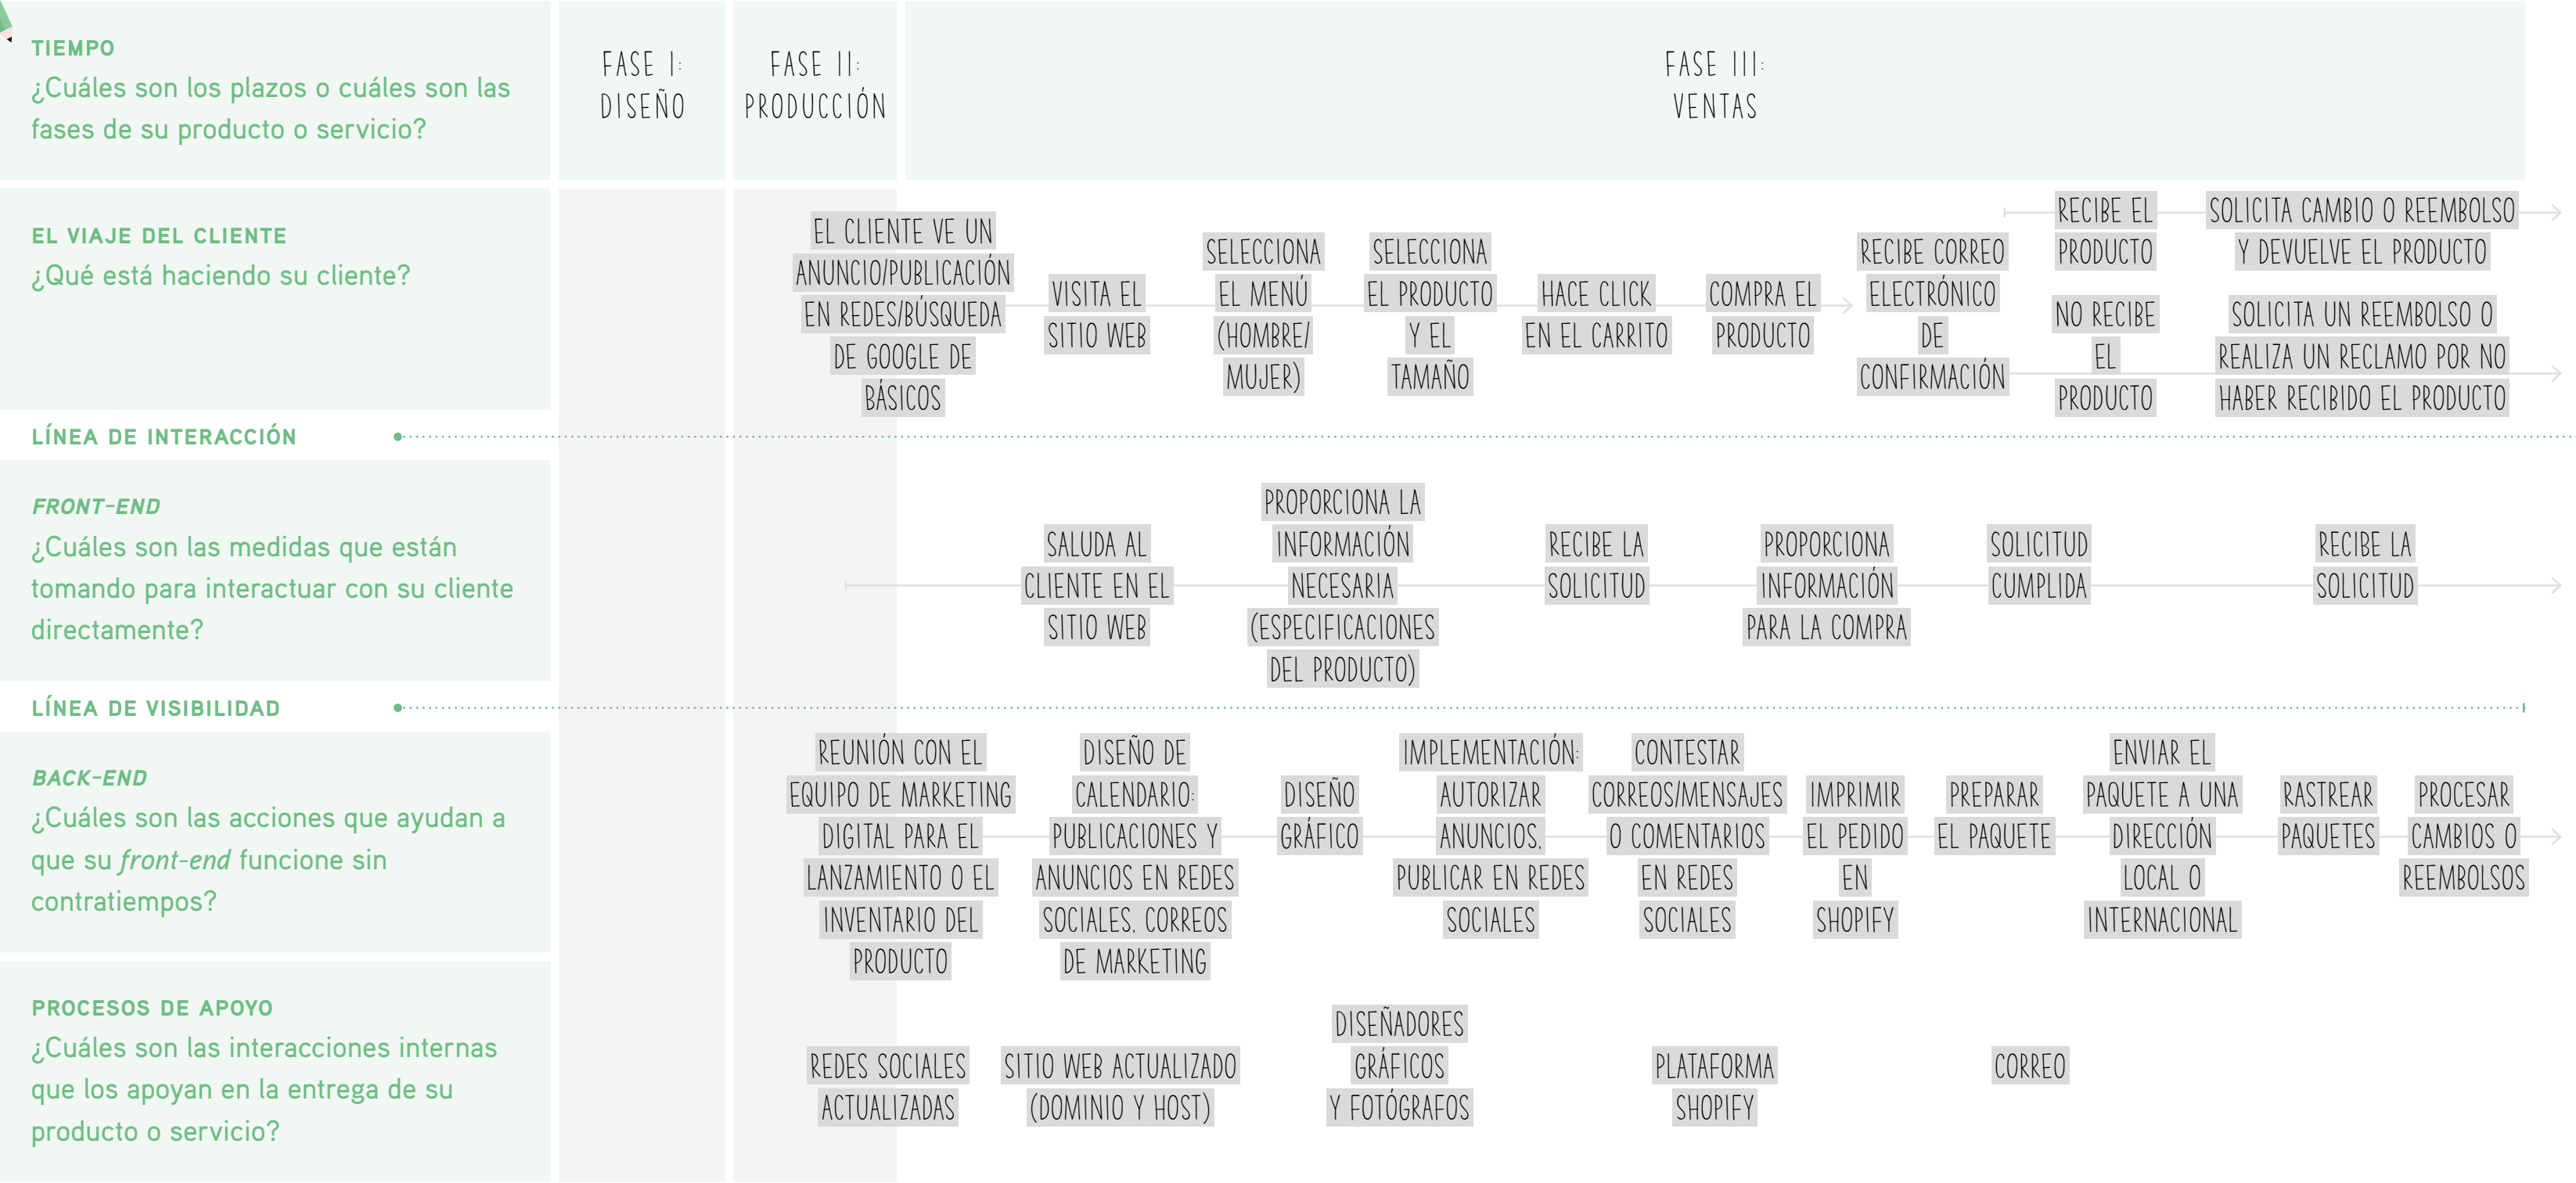 TIEMPO
¿Cuáles son los plazos o cuáles son las
fases de su producto o servicio?
FASE I:
DISEÑO
FASE II:
PRODUCCIÓN
FASE III:
VENTAS
EL VIAJE DEL CLIENTE
¿Qué está haciendo su cliente?
EL CLIENTE VE UN
ANUNCIO/PUBLICACIÓN
EN REDES/BÚSQUEDA
DE GOOGLE DE
BÁSICOS
VISITA EL
SITIO WEB
SELECCIONA
EL MENÚ
(HOMBRE/
MUJER)
SELECCIONA
EL PRODUCTO
Y EL
TAMAÑO
HACE CLICK
EN EL CARRITO
COMPRA EL
PRODUCTO
RECIBE CORREO
ELECTRÓNICO
DE
CONFIRMACIÓN
RECIBE EL
PRODUCTO
SOLICITA CAMBIO O REEMBOLSO
Y DEVUELVE EL PRODUCTO
NO RECIBE
EL
PRODUCTO
SOLICITA UN REEMBOLSO O
REALIZA UN RECLAMO POR NO
HABER RECIBIDO EL PRODUCTO
LÍNEA DE INTERACCIÓN
FRONT-END
¿Cuáles son las medidas que están
tomando para interactuar con su cliente
directamente?
SALUDA AL
CLIENTE EN EL
SITIO WEB
PROPORCIONA LA
INFORMACIÓN
NECESARIA
(ESPECIFICACIONES
DEL PRODUCTO)
RECIBE LA
SOLICITUD
PROPORCIONA
INFORMACIÓN
PARA LA COMPRA
SOLICITUD
CUMPLIDA
RECIBE LA
SOLICITUD
LÍNEA DE VISIBILIDAD
BACK-END
¿Cuáles son las acciones que ayudan a
que su front-end funcione sin
contratiempos?
REUNIÓN CON EL
EQUIPO DE MARKETING
DIGITAL PARA EL
LANZAMIENTO O EL
INVENTARIO DEL
PRODUCTO
DISEÑO DE
CALENDARIO:
PUBLICACIONES Y
ANUNCIOS EN REDES
SOCIALES, CORREOS
DE MARKETING
DISEÑO
GRÁFICO
IMPLEMENTACIÓN:
AUTORIZAR
ANUNCIOS,
PUBLICAR EN REDES
SOCIALES
CONTESTAR
CORREOS/MENSAJES
O COMENTARIOS
EN REDES
SOCIALES
IMPRIMIR
EL PEDIDO
EN
SHOPIFY
PREPARAR
EL PAQUETE
ENVIAR EL
PAQUETE A UNA
DIRECCIÓN
LOCAL O
INTERNACIONAL
RASTREAR
PAQUETES
PROCESAR
CAMBIOS O
REEMBOLSOS
PROCESOS DE APOYO
¿Cuáles son las interacciones internas
que los apoyan en la entrega de su
producto o servicio?
REDES SOCIALES
ACTUALIZADAS
SITIO WEB ACTUALIZADO
(DOMINIO Y HOST)
DISEÑADORES
GRÁFICOS
Y FOTÓGRAFOS
PLATAFORMA
SHOPIFY
CORREO